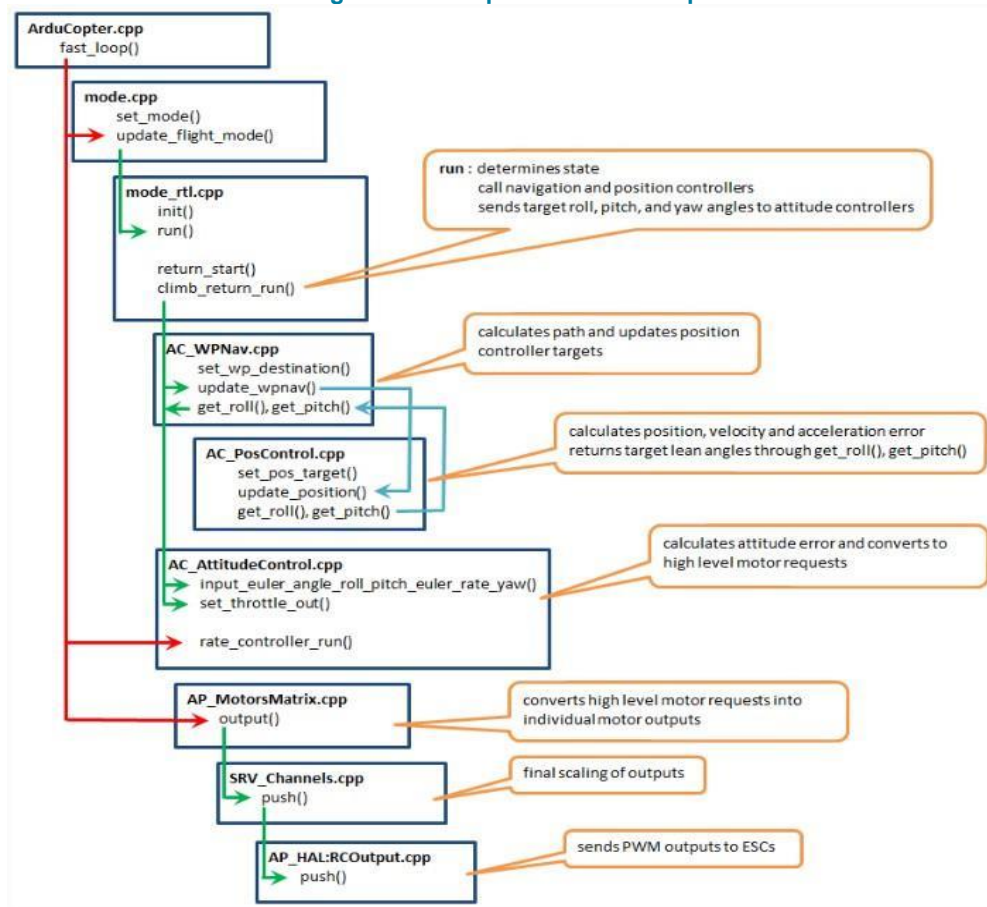 ArduCopter.cpp
fast_loop()
mode.cpp
set_mode()
update_flight_mode()
run : determines state
call navigation and position controllers
sends target roll, pitch, and yaw angles to attitude controllers
mode_rtl.cpp
init()
run()
return_start()
climb_return_run()
calculates path and updates position
controller targets
AC_WPNav.cpp
set_wp_destination()
update_wpnav()
get_roll(), get_pitch()
calculates position, velocity and acceleration error
returns target lean angles through get_roll(), get_pitch()
AC_PosControl.cpp
set_pos_target()
update_position()
get_roll(), get_pitch()
calculates attitude error and converts to
high level motor requests
AC_AttitudeControl.cpp
input_euler_angle_roll_pitch_euler_rate_yaw()
set_throttle_out()
rate_controller_run()
AP_MotorsMatrix.cpp
output()
converts high level motor requests into
individual motor outputs
SRV_Channels.cpp
push()
final scaling of outputs
AP_HAL:RCOutput.cpp
push()
sends PWM outputs to ESCs